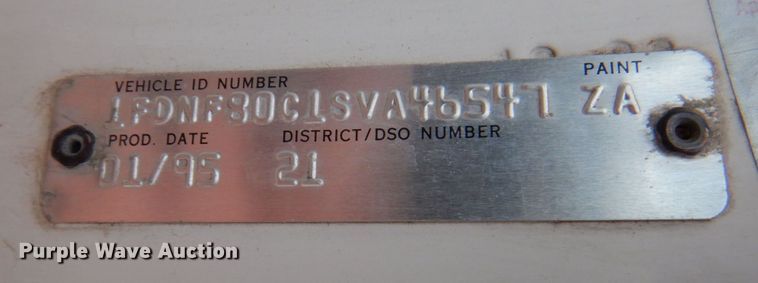 VEHICLE ID NUMBER PAINT
1FDNF80C1SVA46547 ZA
PROD. DATE DISTRICT/DSO NUMBER
01/95 21
Purple Wave Auction